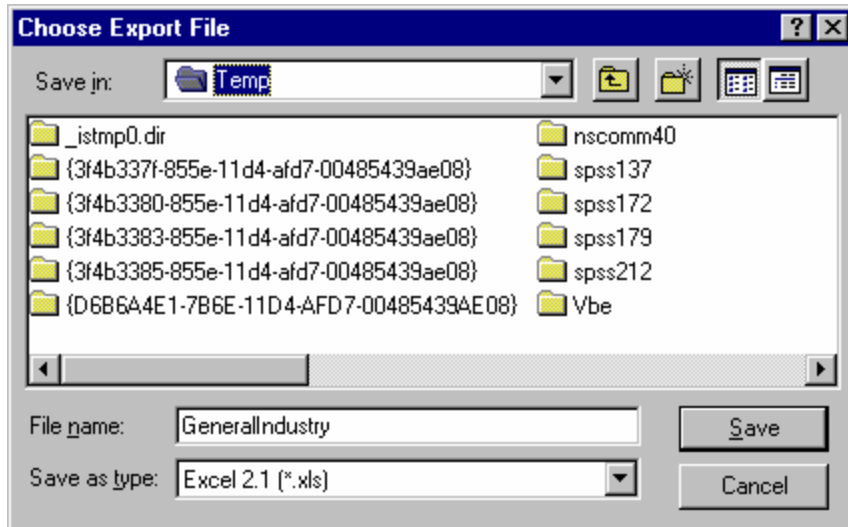 Choose Export File
Save in: Temp
_istmp0.dir
{3f4b337f-855e-11d4-afd7-00485439ae08}
{3f4b3380-855e-11d4-afd7-00485439ae08}
{3f4b3383-855e-11d4-afd7-00485439ae08}
{3f4b3385-855e-11d4-afd7-00485439ae08}
{D6B6A4E1-7B6E-11D4-AFD7-00485439AE08}
nscomm40
spss137
spss172
spss179
spss212
Vbe
File name: GeneralIndustry
Save
Save as type: Excel 2.1 (*.xls)
Cancel